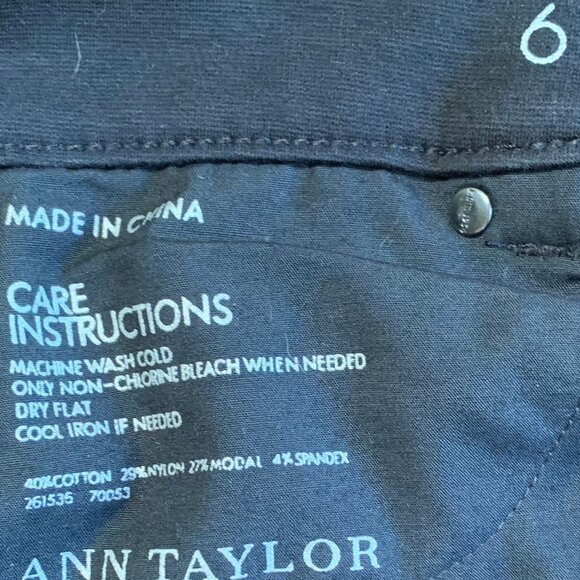 6
MADE IN CHINA
CARE
INSTRUCTIONS
MACHINE WASH COLD
ONLY NON-CHLORINE BLEACH WHEN NEEDED
DRY FLAT
COOL IRON IF NEEDED
40%COTTON 29%NYLON 27%MODAL 4%SPANDEX
261536 70053
ANN TAYLOR